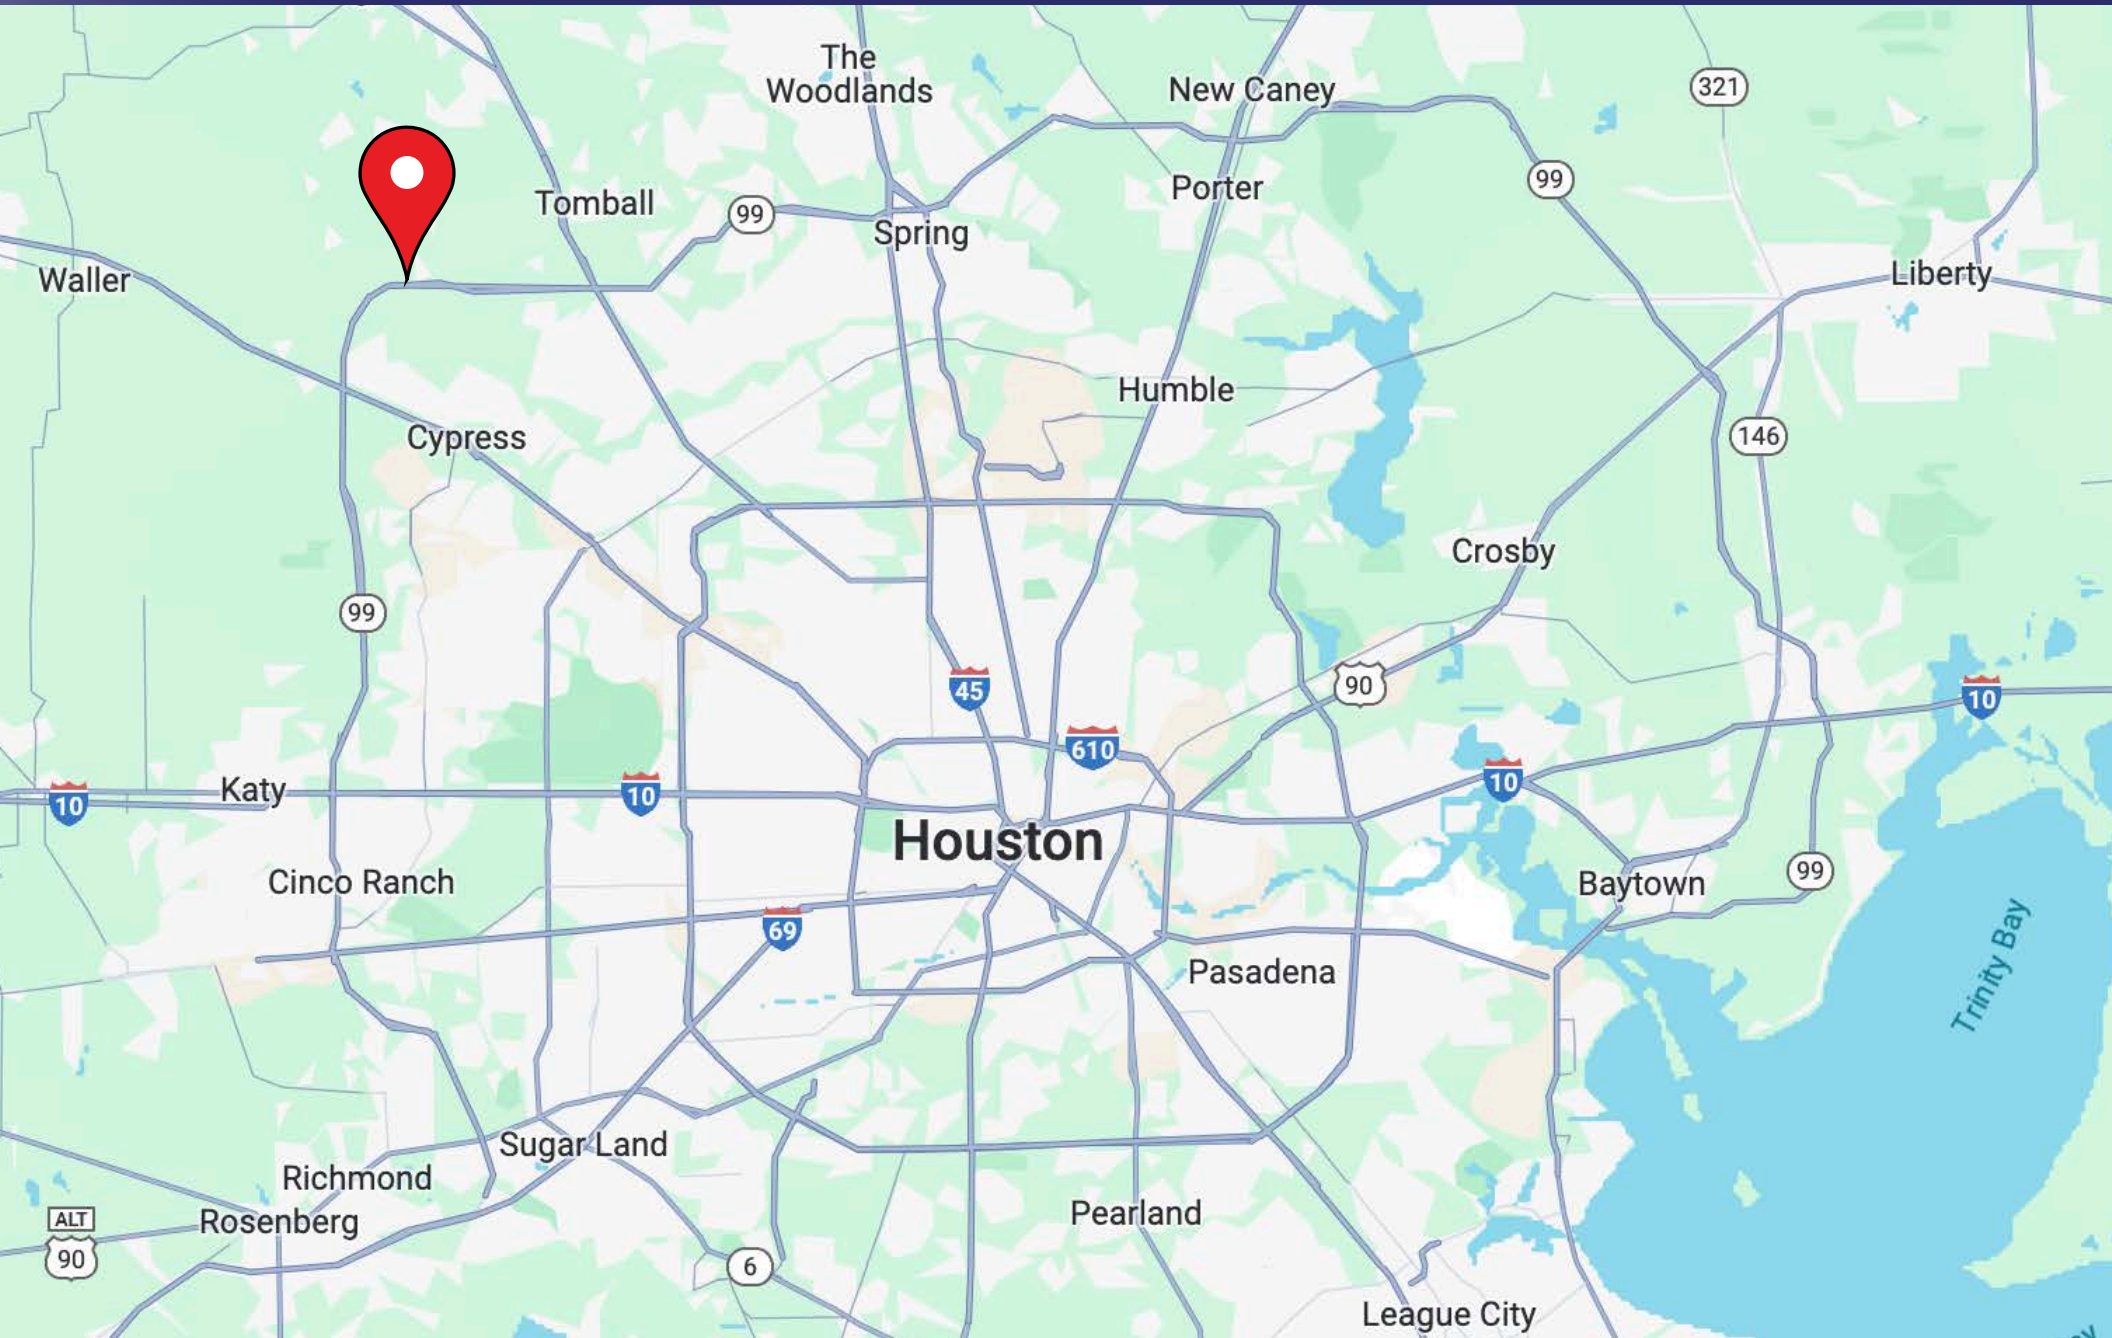 The
Woodlands
New Caney
321
Tomball
99
Porter
99
Spring
Waller
Liberty
Humble
Cypress
146
Crosby
99
45
90
10
610
10
Katy
10
10
Houston
Cinco Ranch
99
Baytown
69
Trinity Bay
Pasadena
Sugar Land
Richmond
Rosenberg
ALT
90
Pearland
6
League City